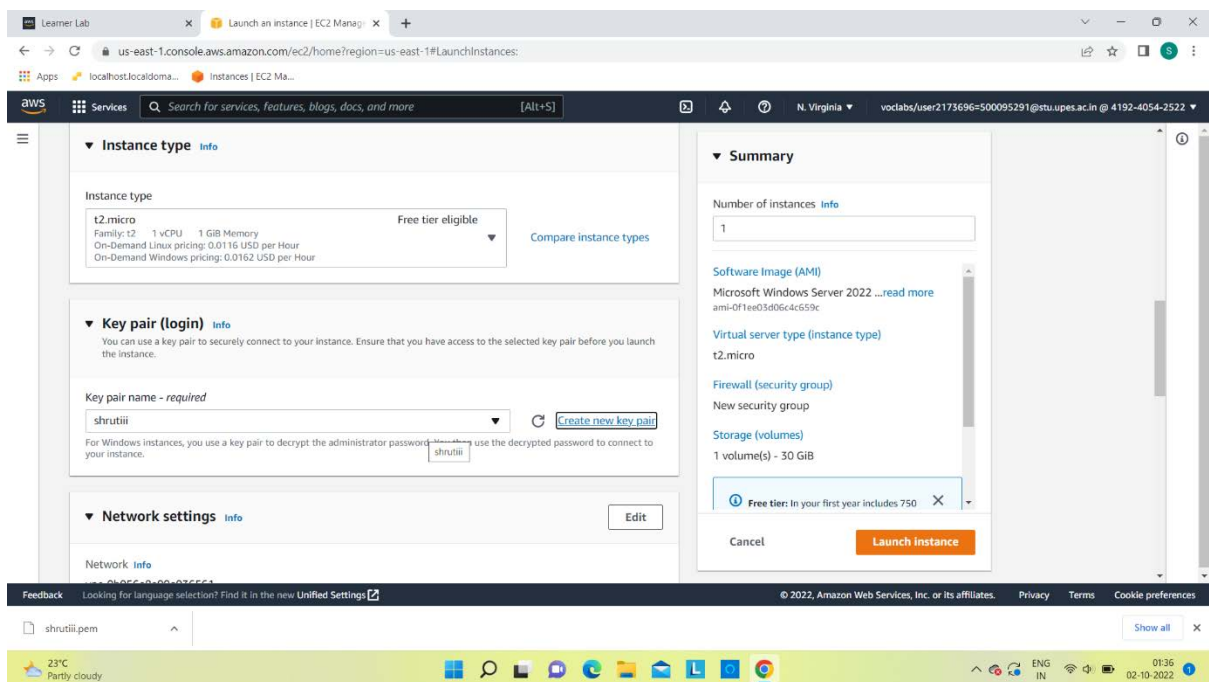 Learner Lab
Launch an instance | EC2 Manag
us-east-1.console.aws.amazon.com/ec2/home?region=us-east-1#LaunchInstances:
Apps localhost.localdoma... Instances | EC2 Ma...
aws Services Search for services, features, blogs, docs, and more [Alt+S] N. Virginia voclabs/user2173696=500095291@stu.upes.ac.in @ 4192-4054-2522
Instance type Info
Instance type
t2.micro Free tier eligible
Family: t2 1 vCPU 1 GiB Memory
On-Demand Linux pricing: 0.0116 USD per Hour
On-Demand Windows pricing: 0.0162 USD per Hour
Compare instance types
Key pair (login) Info
You can use a key pair to securely connect to your instance. Ensure that you have access to the selected key pair before you launch
the instance.
Key pair name - required
shrutiii
Create new key pair
For Windows instances, you use a key pair to decrypt the administrator password. You then use the decrypted password to connect to
your instance.
shrutiii
Network settings Info
Edit
Network Info
Summary
Number of instances Info
1
Software Image (AMI)
Microsoft Windows Server 2022 ...read more
ami-0f1ee03d06c4c659c
Virtual server type (instance type)
t2.micro
Firewall (security group)
New security group
Storage (volumes)
1 volume(s) - 30 GiB
Free tier: In your first year includes 750
Cancel
Launch instance
Feedback Looking for language selection? Find it in the new Unified Settings © 2022, Amazon Web Services, Inc. or its affiliates. Privacy Terms Cookie preferences
shrutiii.pem
Show all
23°C
Partly cloudy
ENG
IN
01:36
02-10-2022